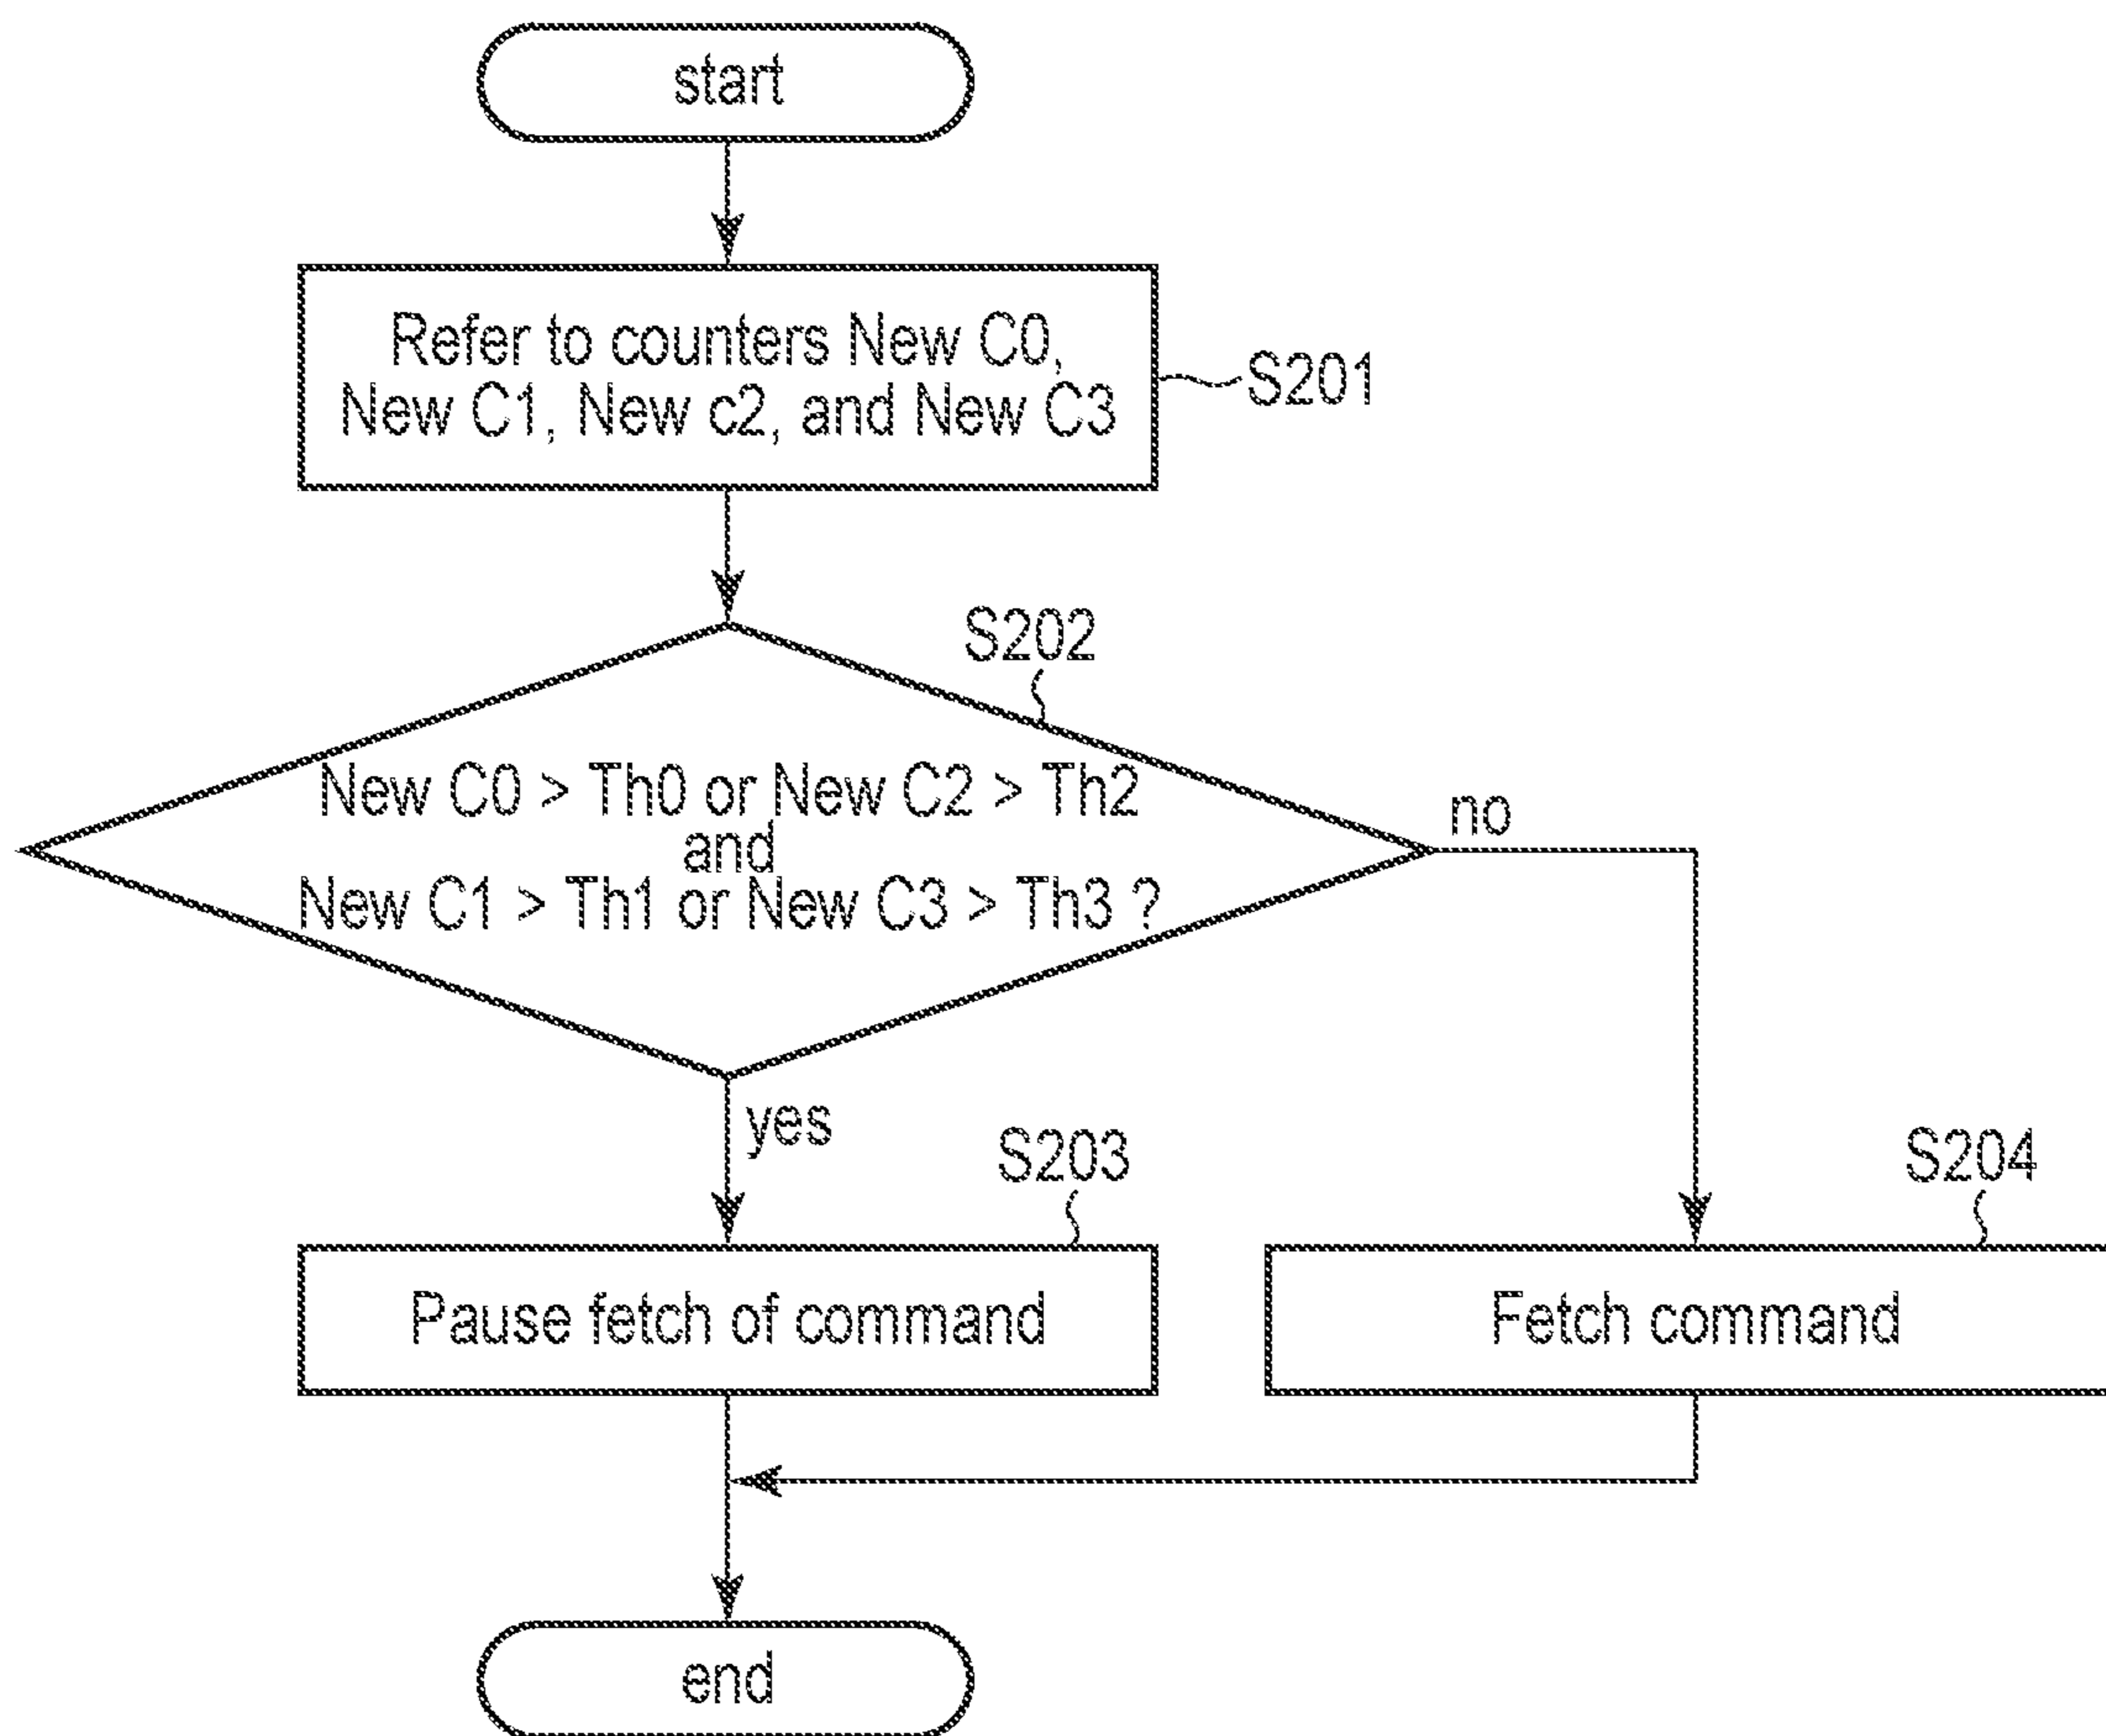 start
Refer to counters New C0,
New C1, New c2, and New C3
S201
S202
New C0 > Th0 or New C2 > Th2
and
New C1 > Th1 or New C3 > Th3 ?
no
yes
S203
S204
Pause fetch of command
Fetch command
end